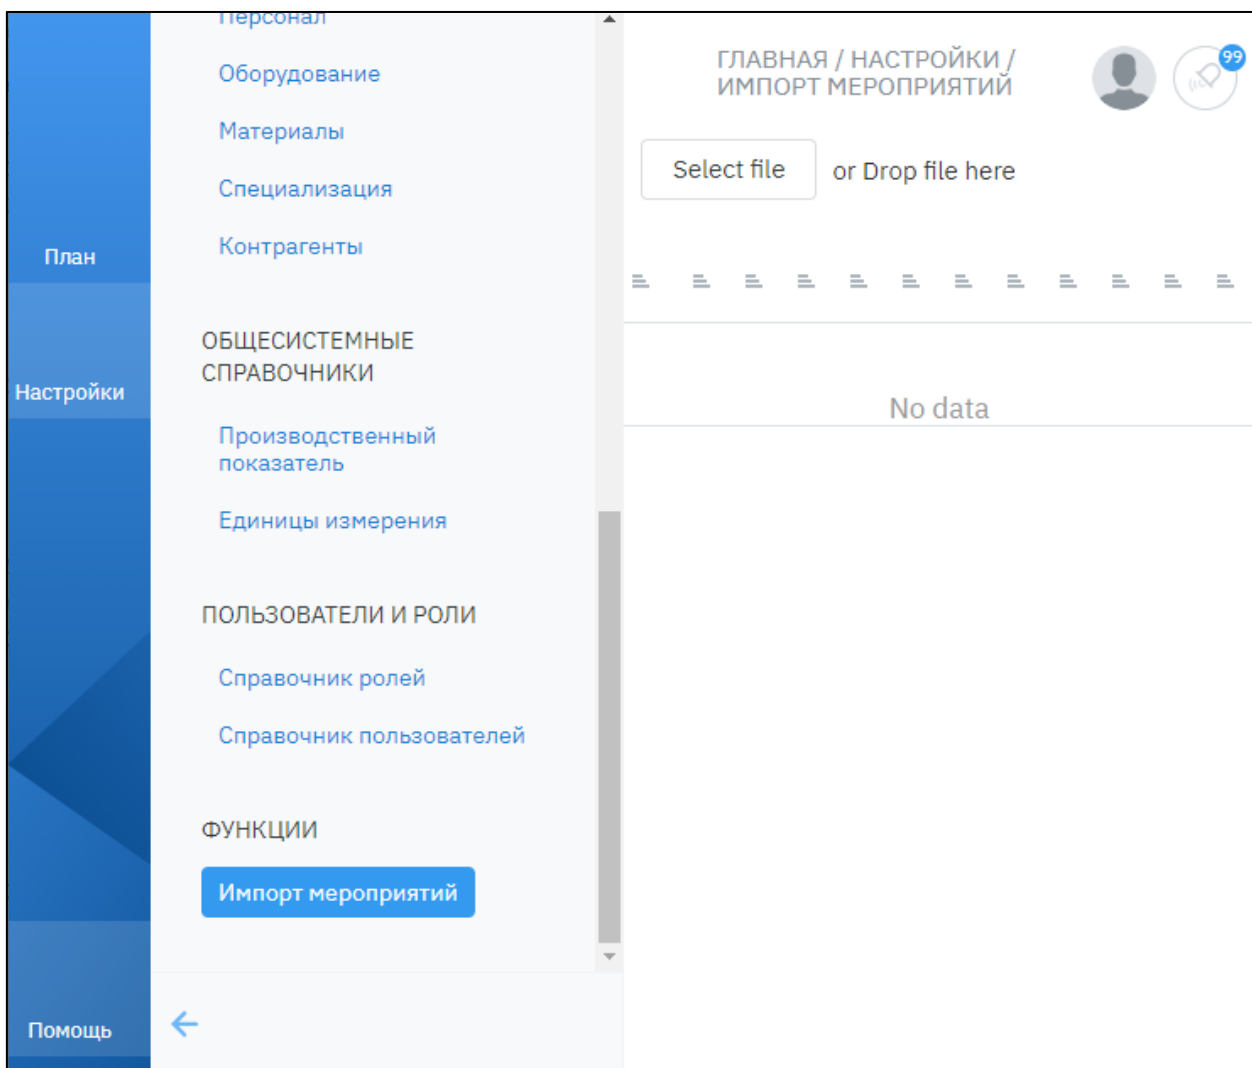 План
Настройки
Помощь
Персонал
Оборудование
Материалы
Специализация
Контрагенты
ОБЩЕСИСТЕМНЫЕ
СПРАВОЧНИКИ
Производственный
показатель
Единицы измерения
ПОЛЬЗОВАТЕЛИ И РОЛИ
Справочник ролей
Справочник пользователей
ФУНКЦИИ
Импорт мероприятий
ГЛАВНАЯ / НАСТРОЙКИ /
ИМПОРТ МЕРОПРИЯТИЙ
99
Select file or Drop file here
No data